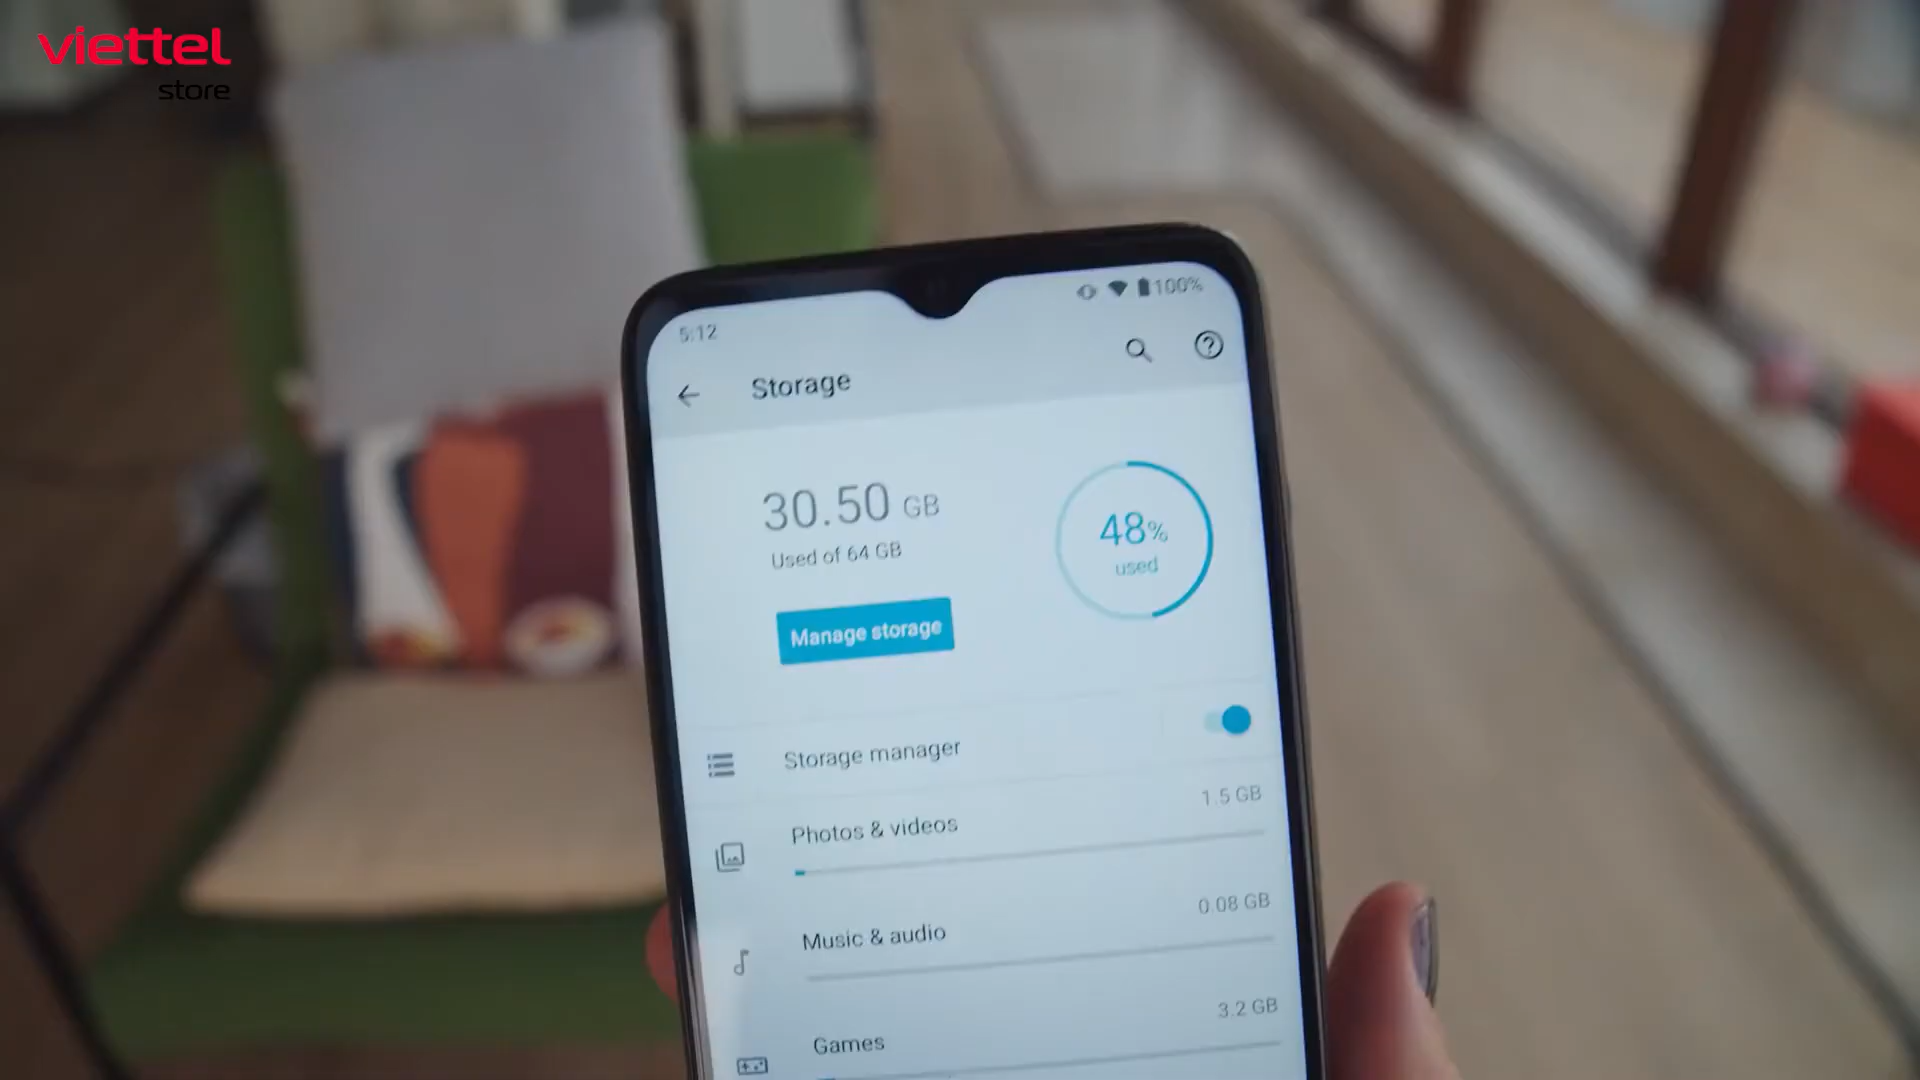 viettel
store
5:12
100%
Storage
30.50 GB
Used of 64 GB
48%
used
Manage storage
Storage manager
Photos & videos
1.5 GB
Music & audio
0.08 GB
Games
3.2 GB